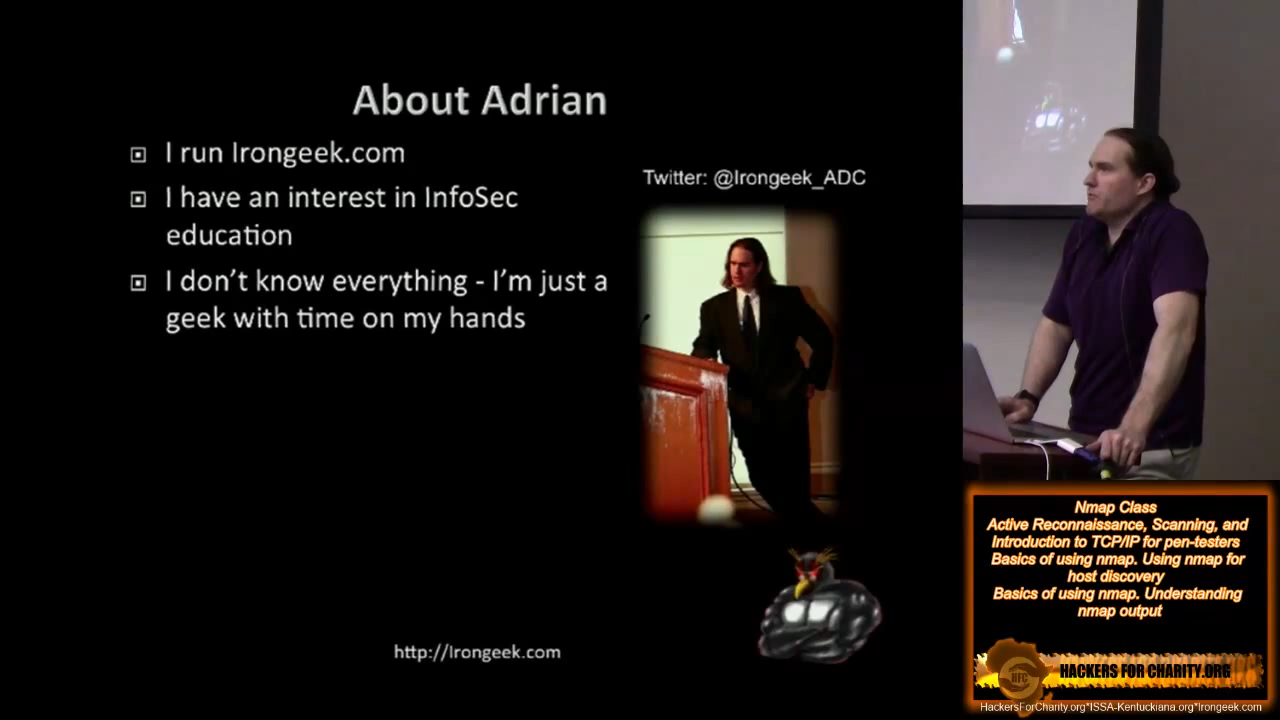 About Adrian
I run Irongeek.com
I have an interest in InfoSec
education
I don't know everything - I'm just a
geek with time on my hands
Twitter: @Irongeek_ADC
http://Irongeek.com
Nmap Class
Active Reconnaissance, Scanning, and
Introduction to TCP/IP for pen-testers
Basics of using nmap. Using nmap for
host discovery
Basics of using nmap. Understanding
nmap output
HFC
HACKERS FOR CHARITY.ORG
HackersForCharity.org*ISSA-Kentuckiana.org*Irongeek.com